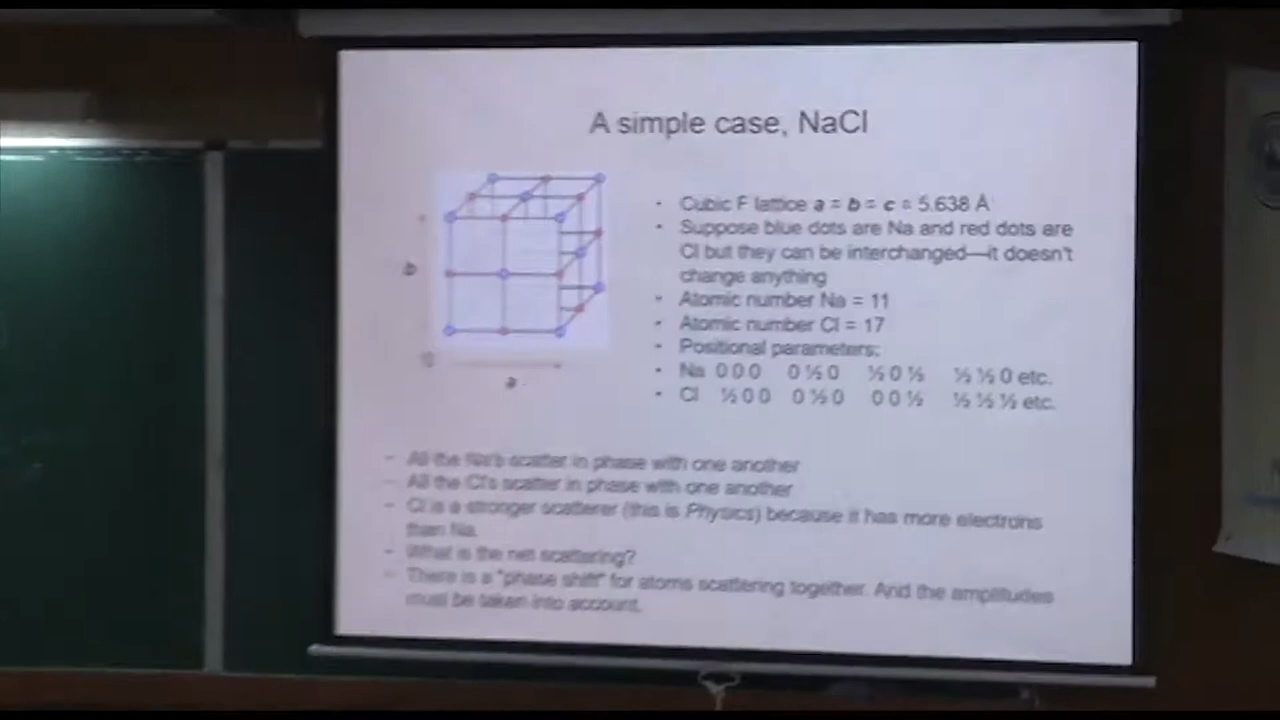 A simple case, NaCl
b
0
a
• Cubic F lattice a = b = c = 5.638 Å
• Suppose blue dots are Na and red dots are
Cl but they can be interchanged—it doesn't
change anything
• Atomic number Na = 11
• Atomic number Cl = 17
• Positional parameters:
• Na 0 0 0 0 ½ 0 ½ 0 ½ ½ ½ 0 etc.
• Cl ½ 0 0 0 ½ 0 0 0 ½ ½ ½ ½ etc.
– All the Na's scatter in phase with one another
– All the Cl's scatter in phase with one another
– Cl is a stronger scatterer (this is Physics) because it has more electrons
than Na.
– What is the net scattering?
– There is a "phase shift" for atoms scattering together. And the amplitudes
must be taken into account.